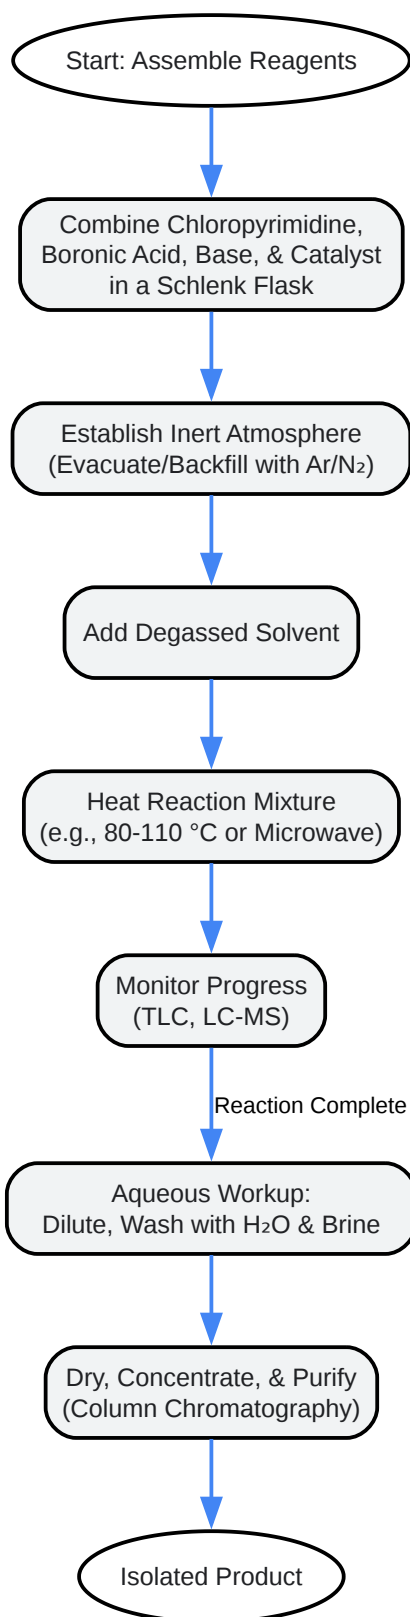 Start: Assemble Reagents
Combine Chloropyrimidine,
Boronic Acid, Base, & Catalyst
in a Schlenk Flask
Establish Inert Atmosphere
(Evacuate/Backfill with Ar/N₂)
Add Degassed Solvent
Heat Reaction Mixture
(e.g., 80-110 °C or Microwave)
Monitor Progress
(TLC, LC-MS)
Reaction Complete
Aqueous Workup:
Dilute, Wash with H₂O & Brine
Dry, Concentrate, & Purify
(Column Chromatography)
Isolated Product